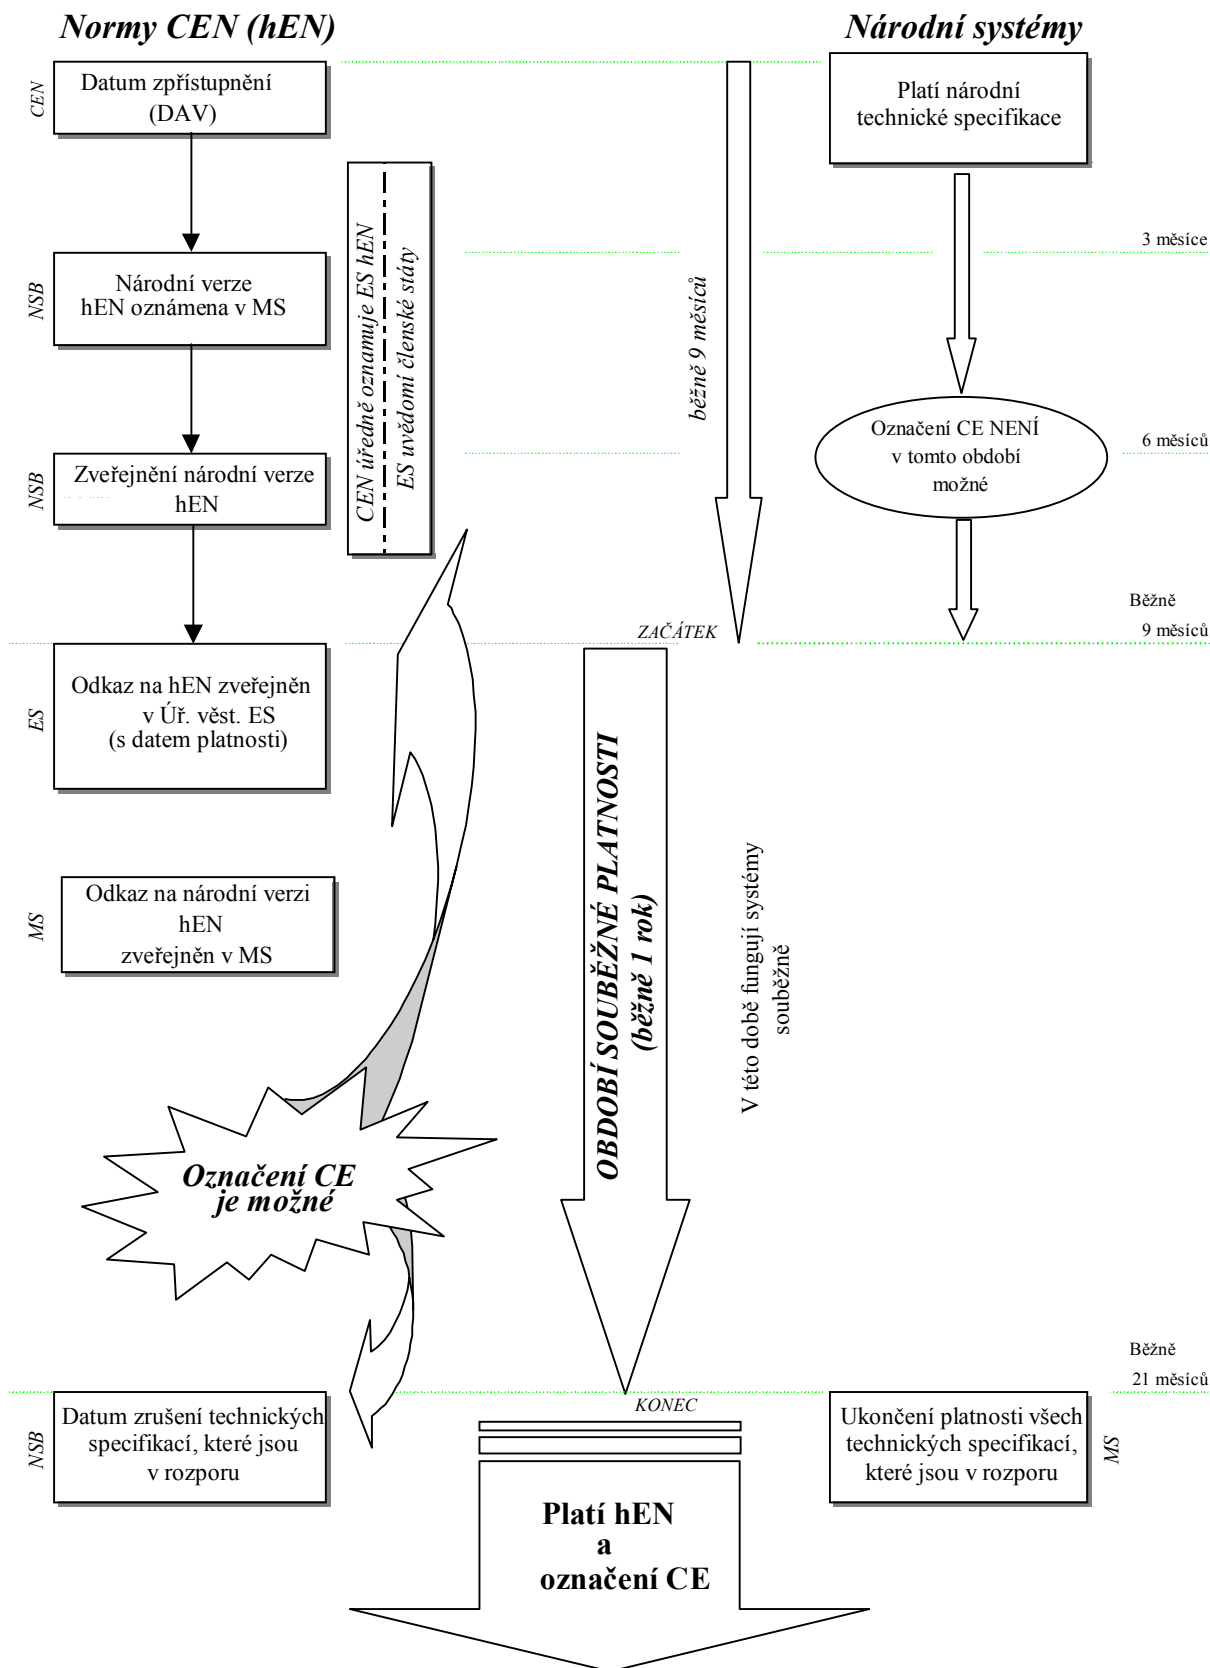 Normy CEN (hEN)
Národní systémy
CEN
Datum zpřístupnění
(DAV)
Platí národní
technické specifikace
3 měsíce
NSB
Národní verze
hEN oznámena v MS
CEN úředně oznamuje ES hEN
ES uvědomí členské státy
běžně 9 měsíců
Označení CE NENÍ
v tomto období
možné
6 měsíců
NSB
Zveřejnění národní verze
hEN
Běžně
9 měsíců
ZAČÁTEK
ES
Odkaz na hEN zveřejněn
v Úř. věst. ES
(s datem platnosti)
MS
Odkaz na národní verzi
hEN
zveřejněn v MS
OBDOBÍ SOUBĚŽNÉ PLATNOSTI
(běžně 1 rok)
V této době fungují systémy
souběžně
Označení CE
je možné
Běžně
21 měsíců
KONEC
NSB
Datum zrušení technických
specifikací, které jsou
v rozporu
Ukončení platnosti všech
technických specifikací,
které jsou v rozporu
MS
Platí hEN
a
označení CE